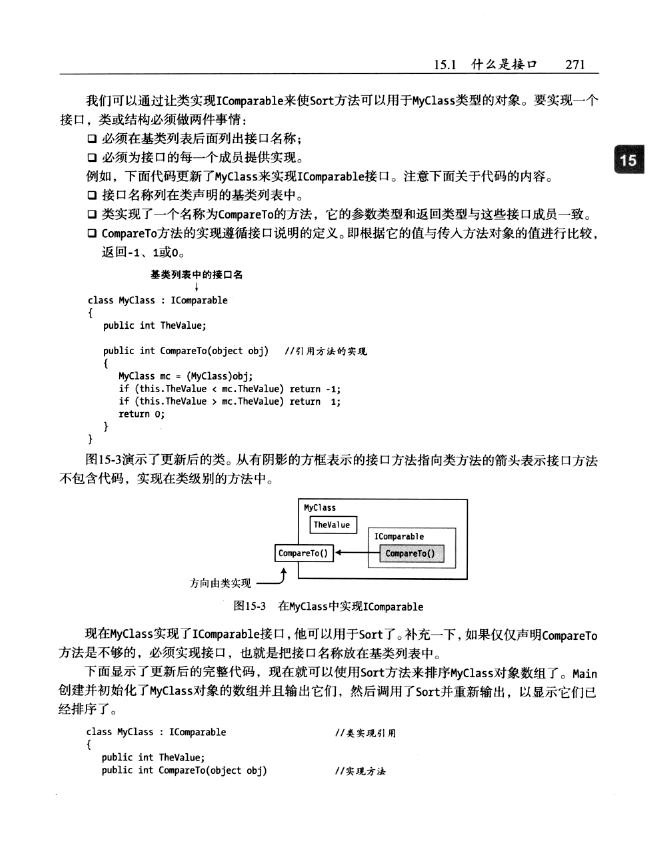 15.1 什么是接口 271
我们可以通过让类实现IComparable来使Sort方法可以用于MyClass类型的对象。要实现一个
接口，类或结构必须做两件事情：
❑ 必须在基类列表后面列出接口名称；
❑ 必须为接口的每一个成员提供实现。
15
例如，下面代码更新了MyClass来实现IComparable接口。注意下面关于代码的内容。
❑ 接口名称列在类声明的基类列表中。
❑ 类实现了一个名称为CompareTo的方法，它的参数类型和返回类型与这些接口成员一致。
❑ CompareTo方法的实现遵循接口说明的定义。即根据它的值与传入方法对象的值进行比较，
返回-1、1或0。
基类列表中的接口名
↓
class MyClass : IComparable
{
public int TheValue;
public int CompareTo(object obj) //引用方法的实现
{
MyClass mc = (MyClass)obj;
if (this.TheValue < mc.TheValue) return -1;
if (this.TheValue > mc.TheValue) return 1;
return 0;
}
}
图15-3演示了更新后的类。从有阴影的方框表示的接口方法指向类方法的箭头表示接口方法
不包含代码，实现在类级别的方法中。
MyClass
TheValue
IComparable
CompareTo()
CompareTo()
方向由类实现
图15-3 在MyClass中实现IComparable
现在MyClass实现了IComparable接口，他可以用于Sort了。补充一下，如果仅仅声明CompareTo
方法是不够的，必须实现接口，也就是把接口名称放在基类列表中。
下面显示了更新后的完整代码，现在就可以使用Sort方法来排序MyClass对象数组了。Main
创建并初始化了MyClass对象的数组并且输出它们，然后调用了Sort并重新输出，以显示它们已
经排序了。
class MyClass : IComparable //类实现引用
{
public int TheValue;
public int CompareTo(object obj) //实现方法